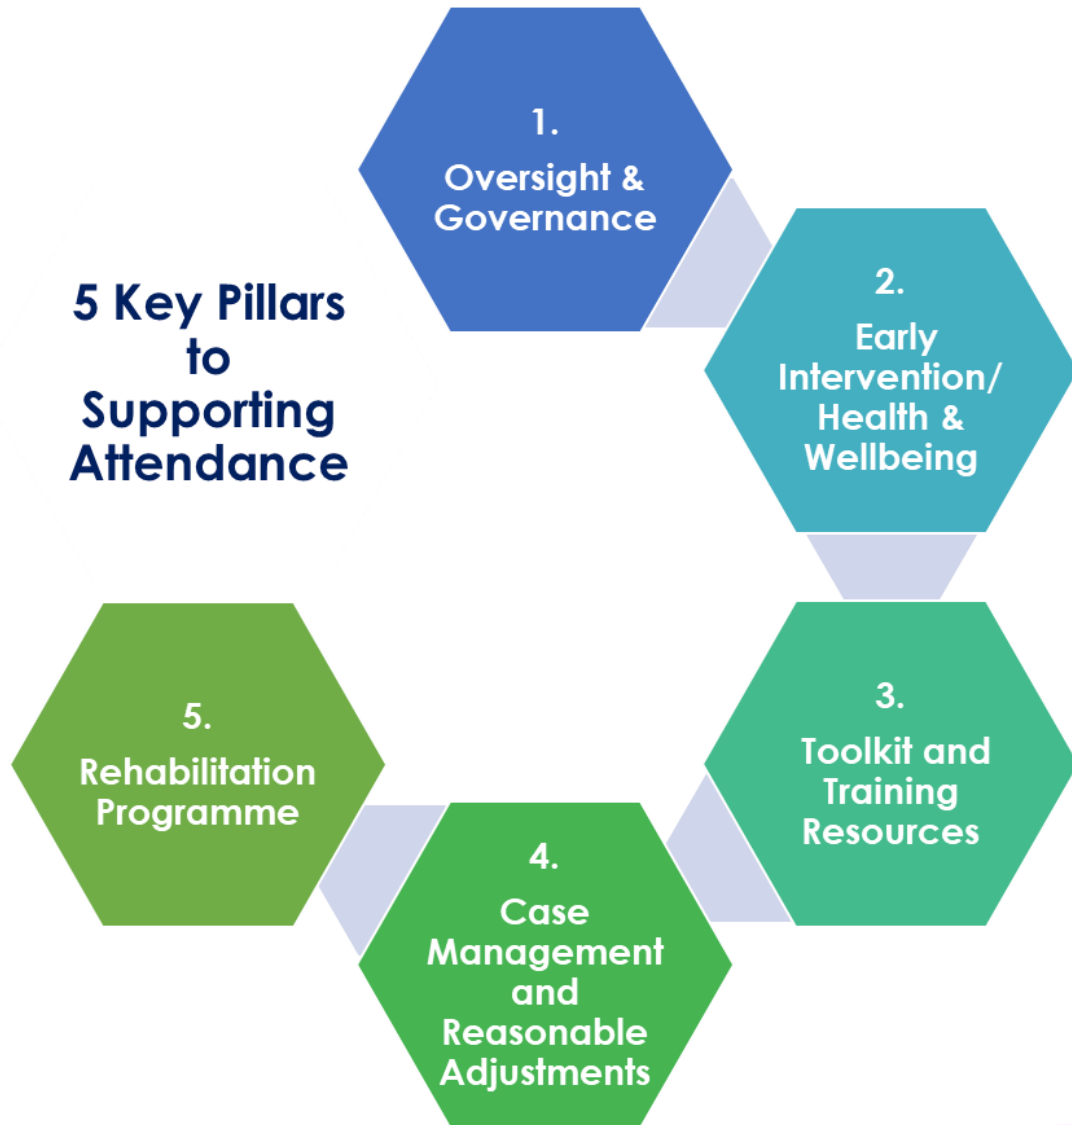 5 Key Pillars
to
Supporting
Attendance
1.
Oversight &
Governance
2.
Early
Intervention/
Health &
Wellbeing
3.
Toolkit and
Training
Resources
4.
Case
Management
and
Reasonable
Adjustments
5.
Rehabilitation
Programme